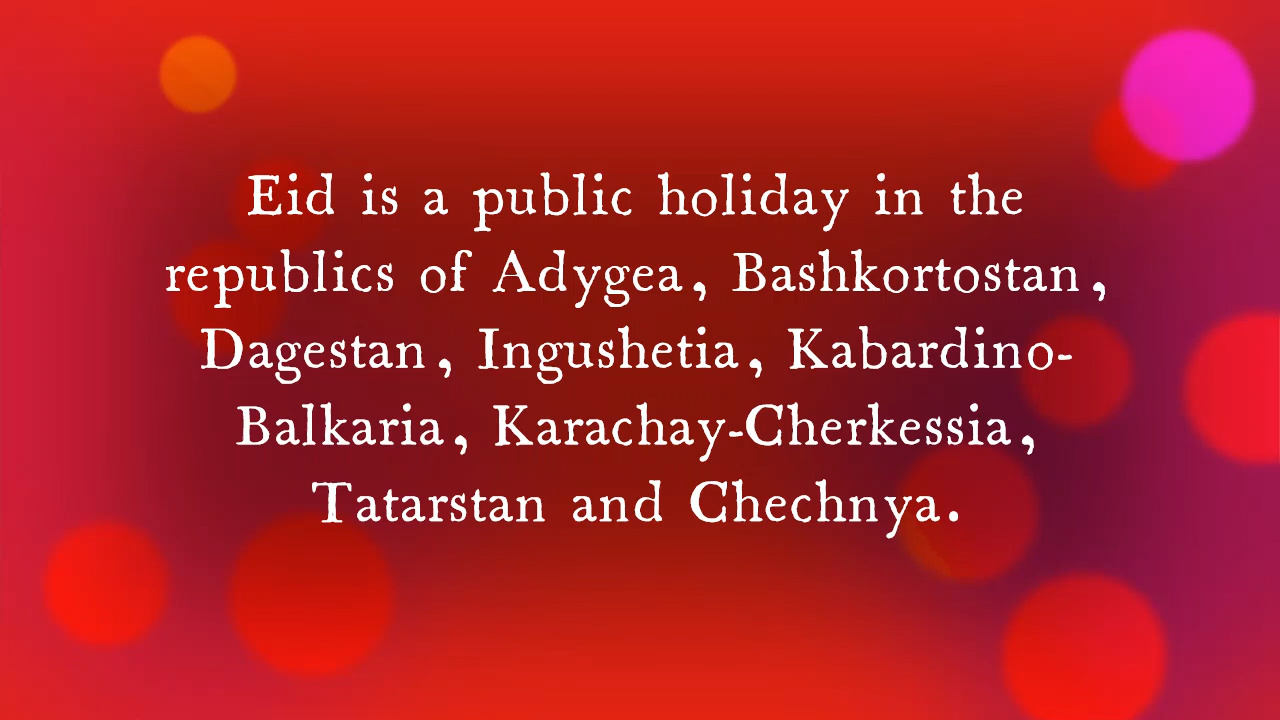 Eid is a public holiday in the
republics of Adygea, Bashkortostan,
Dagestan, Ingushetia, Kabardino-
Balkaria, Karachay-Cherkessia,
Tatarstan and Chechnya.